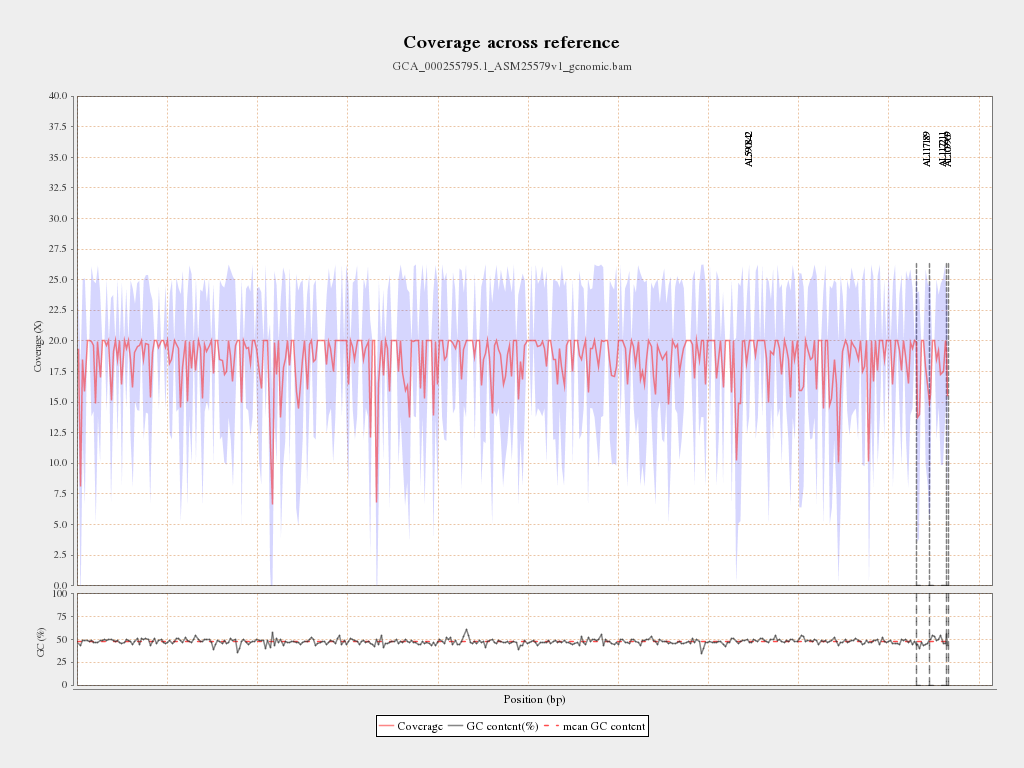 Coverage across reference
GCA_000255795.1_ASM25579v1_genomic.bam
40.0
37.5
35.0
32.5
30.0
27.5
25.0
22.5
20.0
17.5
15.0
12.5
10.0
7.5
5.0
2.5
0.0
Coverage (X)
AL590842
AL117189
AL117211
AL109969
100
75
50
25
0
GC (%)
Position (bp)
Coverage GC content(%) mean GC content